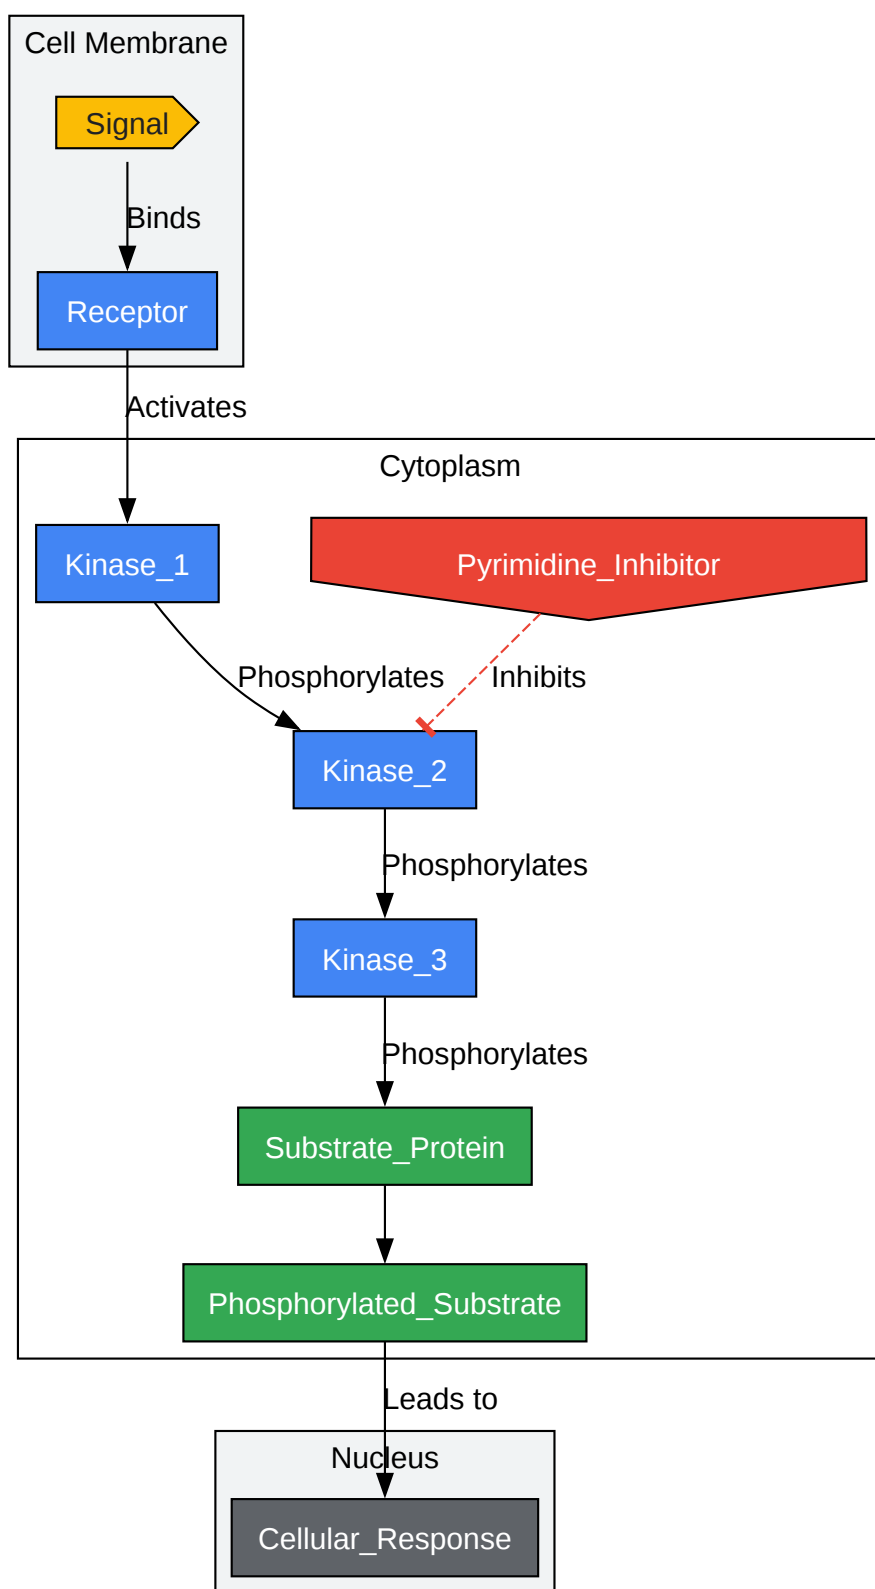 Cell Membrane
Signal
Binds
Receptor
Activates
Cytoplasm
Kinase_1
Pyrimidine_Inhibitor
Phosphorylates
Inhibits
Kinase_2
Phosphorylates
Kinase_3
Phosphorylates
Substrate_Protein
Phosphorylated_Substrate
Leads to
Nucleus
Cellular_Response